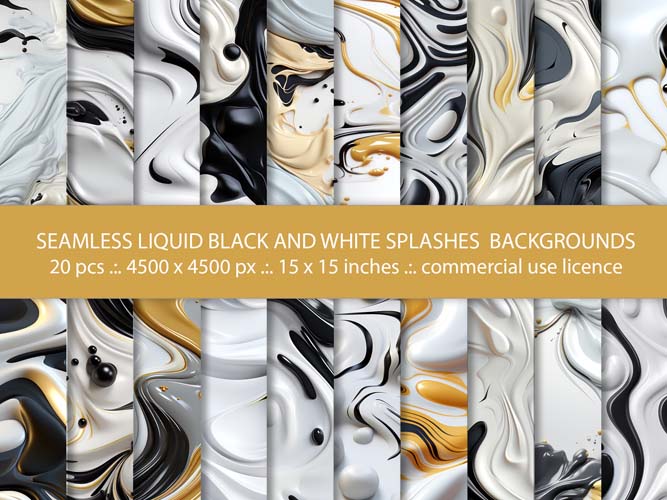 SEAMLESS LIQUID BLACK AND WHITE SPLASHES BACKGROUNDS
20 pcs .:. 4500 x 4500 px .:. 15 x 15 inches .:. commercial use licence